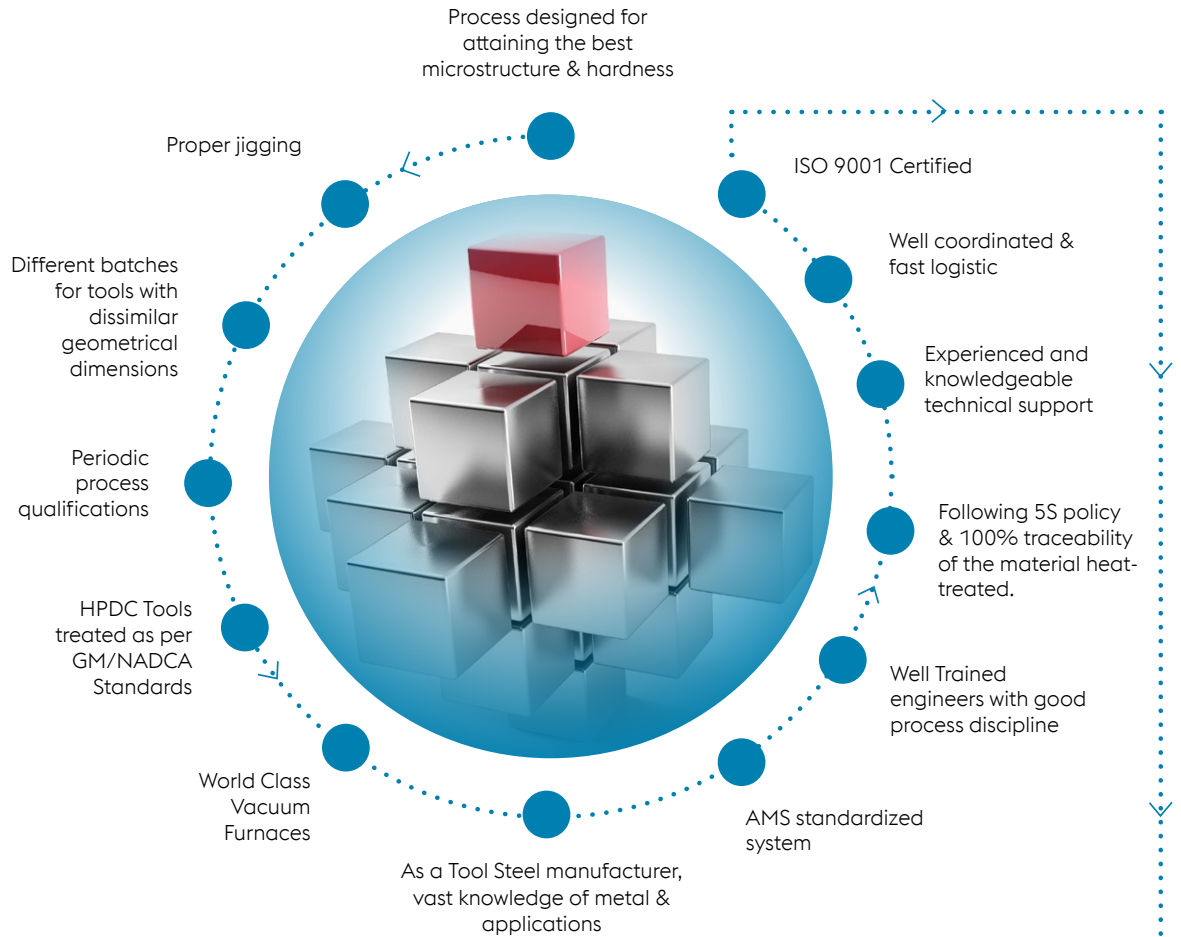 Process designed for
attaining the best
microstructure & hardness
Proper jigging
Different batches
for tools with
dissimilar
geometrical
dimensions
Periodic
process
qualifications
HPDC Tools
treated as per
GM/NADCA
Standards
World Class
Vacuum
Furnaces
As a Tool Steel manufacturer,
vast knowledge of metal &
applications
AMS standardized
system
Well Trained
engineers with good
process discipline
Following 5S policy
& 100% traceability
of the material heat-
treated.
Experienced and
knowledgeable
technical support
Well coordinated &
fast logistic
ISO 9001 Certified